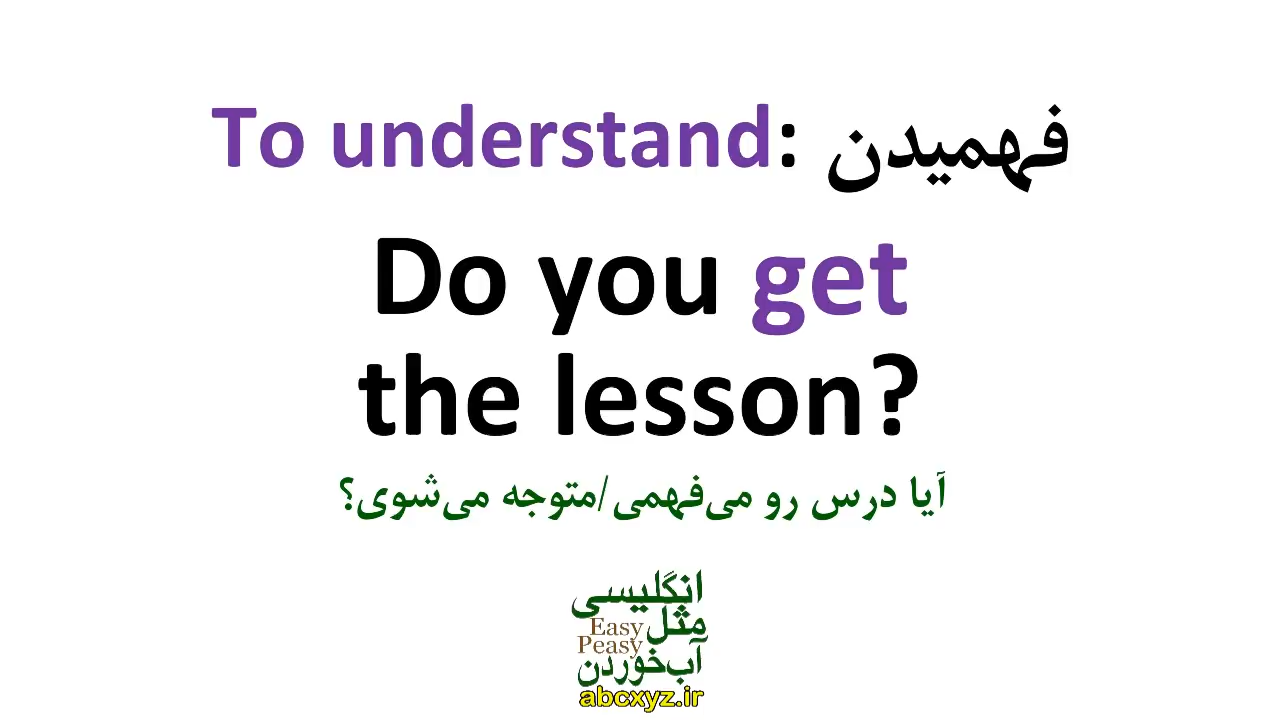 To understand: فهمیدن
Do you get
the lesson?
آیا درس رو می‌فهمی/متوجه می‌شوی؟
انگلیسی
مثل
Easy
Peasy
آب‌خوردن
abcxyz.ir